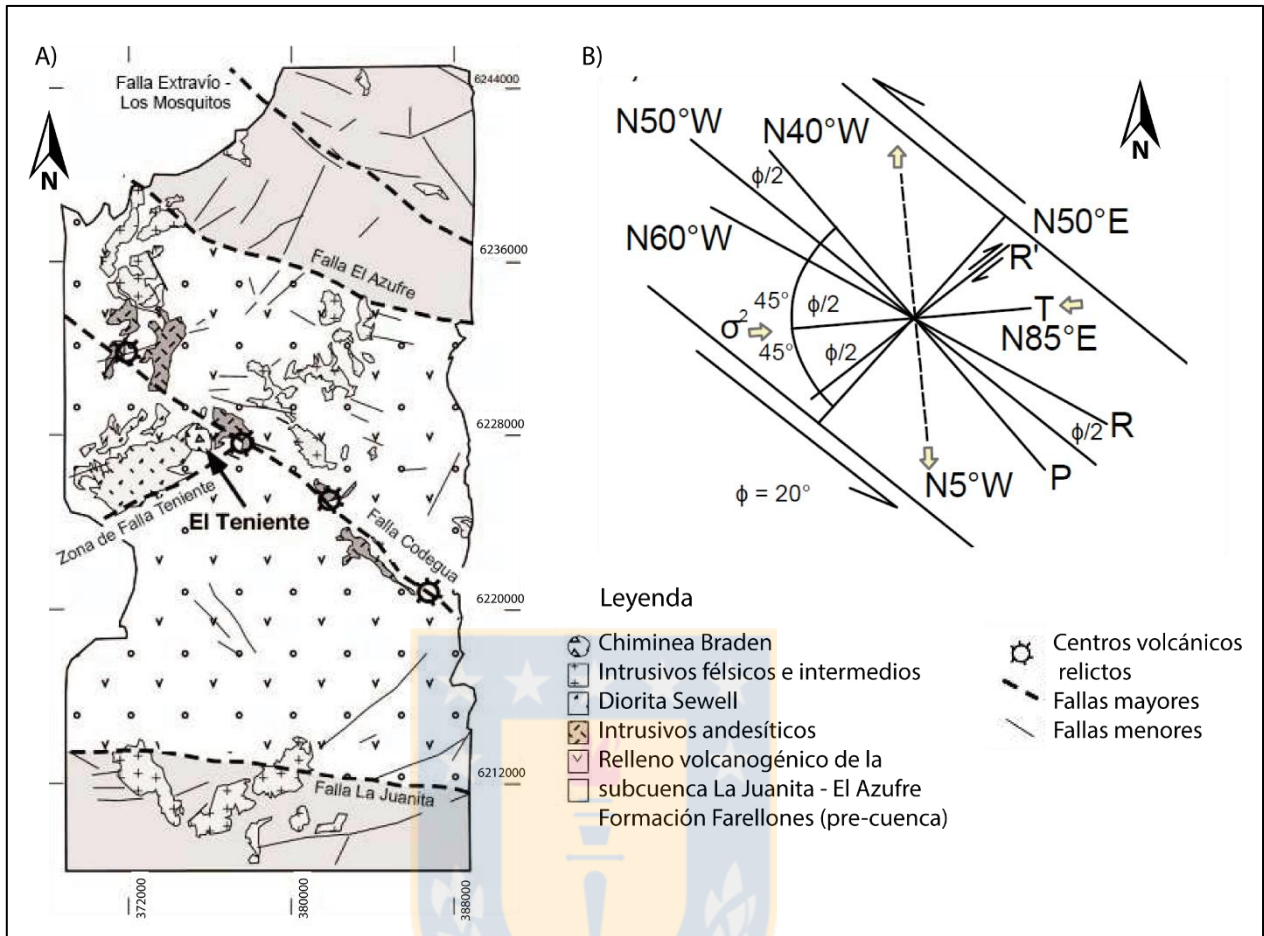 A)
Falla Extravío -
Los Mosquitos
N
6244000
Falla El Azufre
6236000
6228000
El Teniente
Zona de Falla Teniente
Falla Codegua
6220000
6212000
Falla La Juanita
372000
380000
388000
B)
N
N50°W
N40°W
ϕ/2
N60°W
N50°E
R'
45°
ϕ/2
T
σ2
N85°E
45°
ϕ/2
ϕ/2
R
P
N5°W
ϕ = 20°
Leyenda
Chiminea Braden
Intrusivos félsicos e intermedios
Diorita Sewell
Intrusivos andesíticos
Relleno volcanogénico de la
subcuenca La Juanita - El Azufre
Formación Farellones (pre-cuenca)
Centros volcánicos
relictos
Fallas mayores
Fallas menores